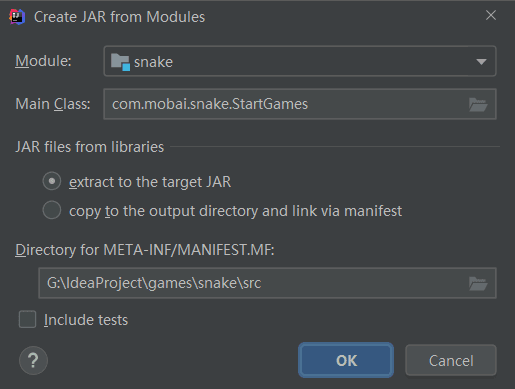 Create JAR from Modules
Module: snake
Main Class: com.mobai.snake.StartGames
JAR files from libraries
extract to the target JAR
copy to the output directory and link via manifest
Directory for META-INF/MANIFEST.MF:
G:\IdeaProject\games\snake\src
Include tests
? OK Cancel